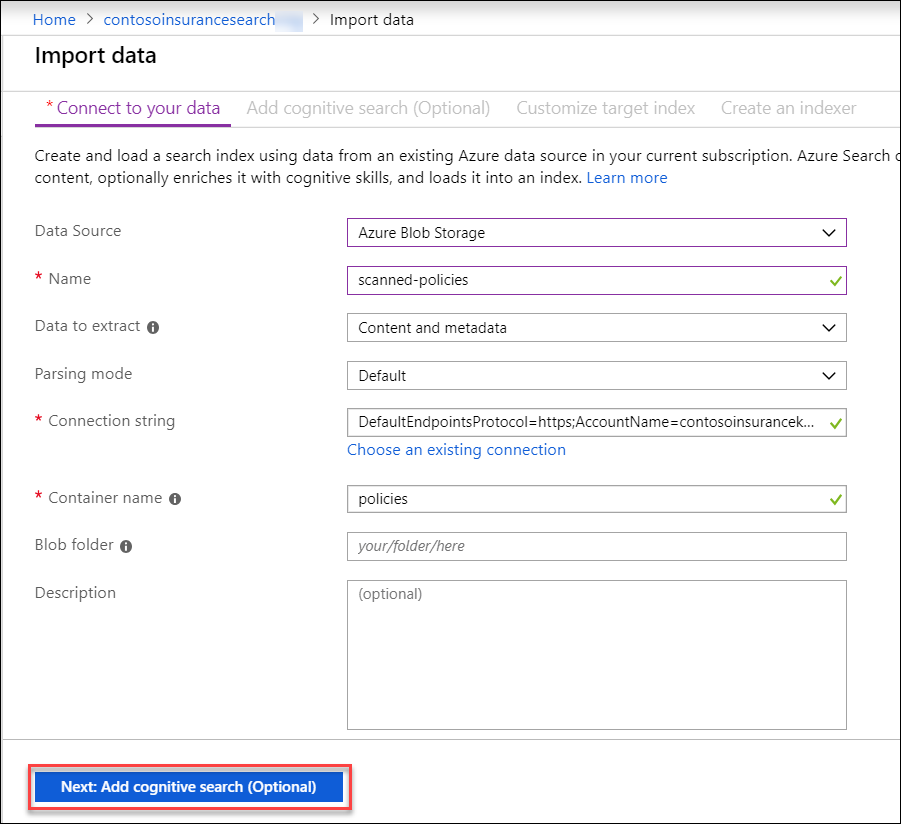 Home > contosoinsurancesearch > Import data
Import data
* Connect to your data Add cognitive search (Optional) Customize target index Create an indexer
Create and load a search index using data from an existing Azure data source in your current subscription. Azure Search
content, optionally enriches it with cognitive skills, and loads it into an index. Learn more
Data Source Azure Blob Storage
* Name scanned-policies
Data to extract Content and metadata
Parsing mode Default
* Connection string DefaultEndpointsProtocol=https;AccountName=contosoinsurancek...
Choose an existing connection
* Container name policies
Blob folder your/folder/here
Description (optional)
Next: Add cognitive search (Optional)